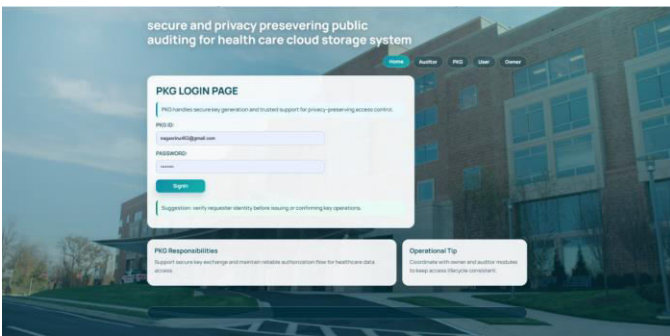 secure and privacy presevering public
auditing for health care cloud storage system
Home Auditor PKG User Owner
PKG LOGIN PAGE
PKG handles secure key generation and trusted support for privacy-preserving access control.
PKG ID:
PASSWORD:
SignIn
Suggestion: verify requester identity before issuing or confirming key operations.
PKG Responsibilities
Support secure key exchange and maintain reliable authorization flow for healthcare data
access.
Operational Tip
Coordinate with owner and auditor modules
to keep access lifecycle consistent.